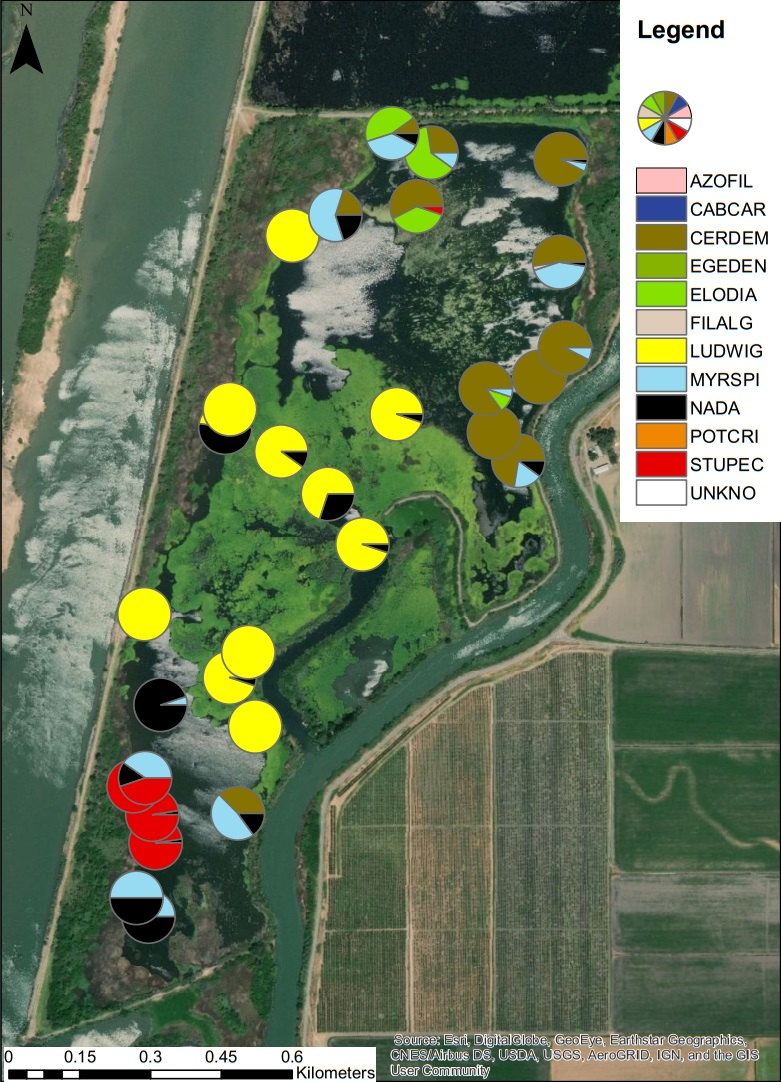 N
Legend
AZOFIL
CABCAR
CERDEM
EGEDEN
ELODIA
FILALG
LUDWIG
MYRSPI
NADA
POTCRI
STUPEC
UNKNO
0 0.15 0.3 0.45 0.6
Kilometers
Source: Esri, DigitalGlobe, GeoEye, Earthstar Geographics,
CNES/Airbus DS, USDA, USGS, AeroGRID, IGN, and the GIS
User Community